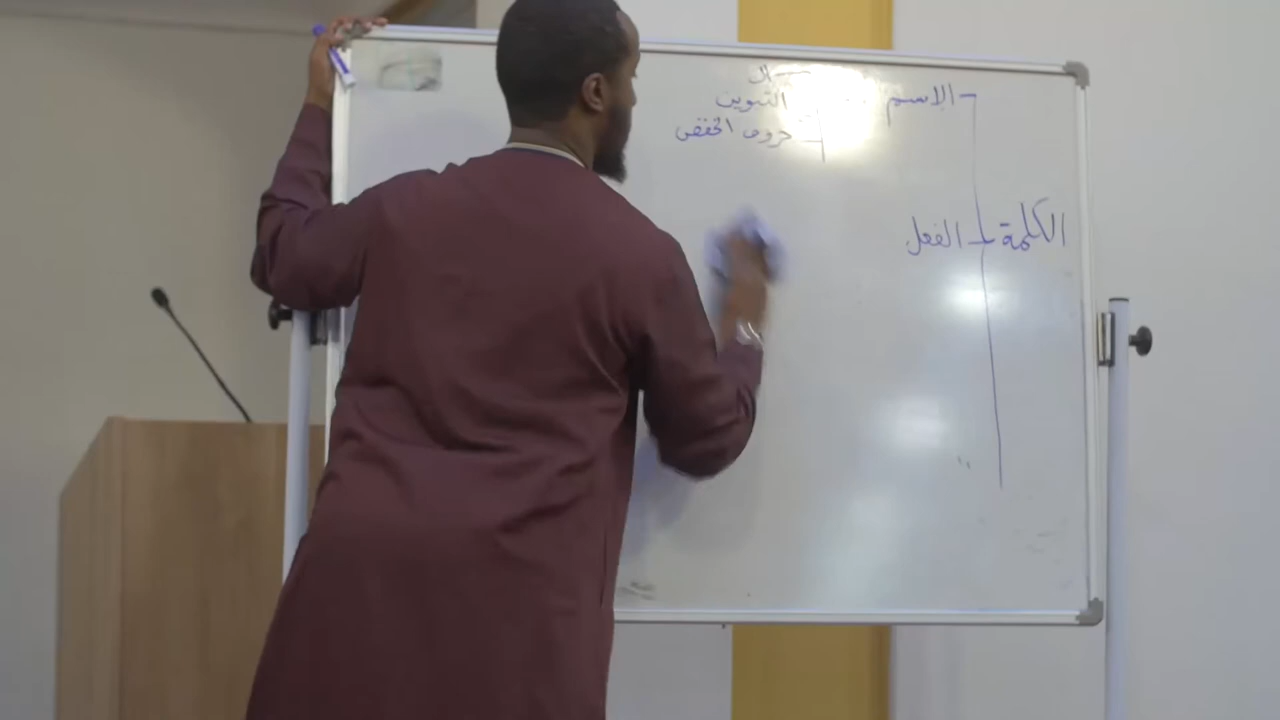 الكلمة
الاسم
ال
التنوين
حروف الخفض
الفعل